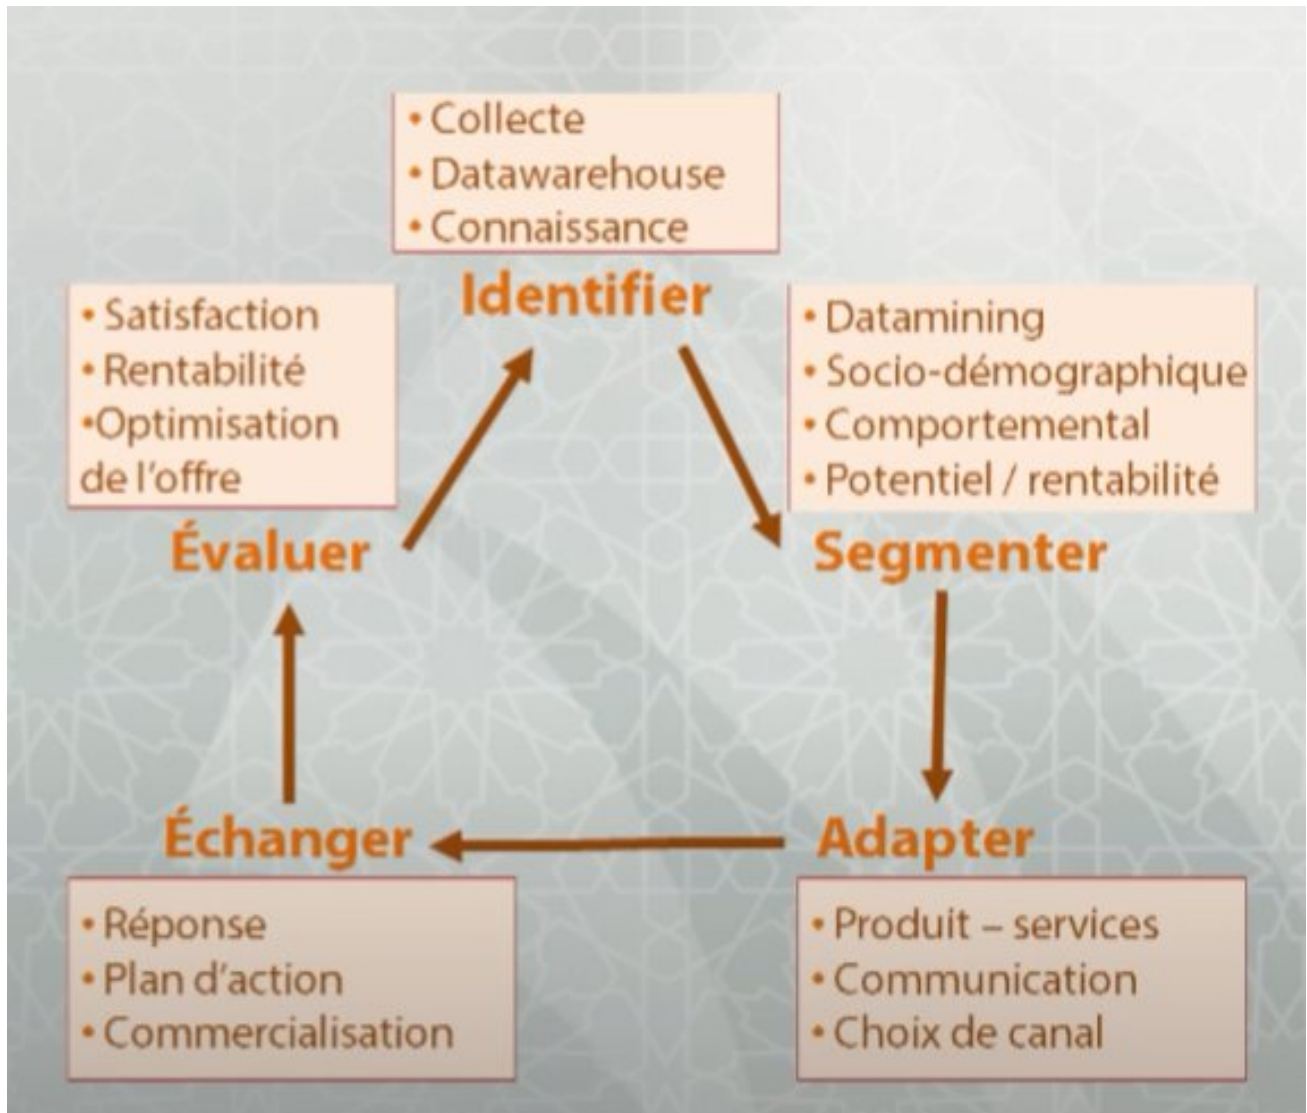 • Collecte
• Datawarehouse
• Connaissance
Identifier
• Satisfaction
• Rentabilité
•Optimisation
de l'offre
Évaluer
• Datamining
• Socio-démographique
• Comportemental
• Potentiel / rentabilité
Segmenter
Échanger
• Réponse
• Plan d'action
• Commercialisation
Adapter
• Produit – services
• Communication
• Choix de canal